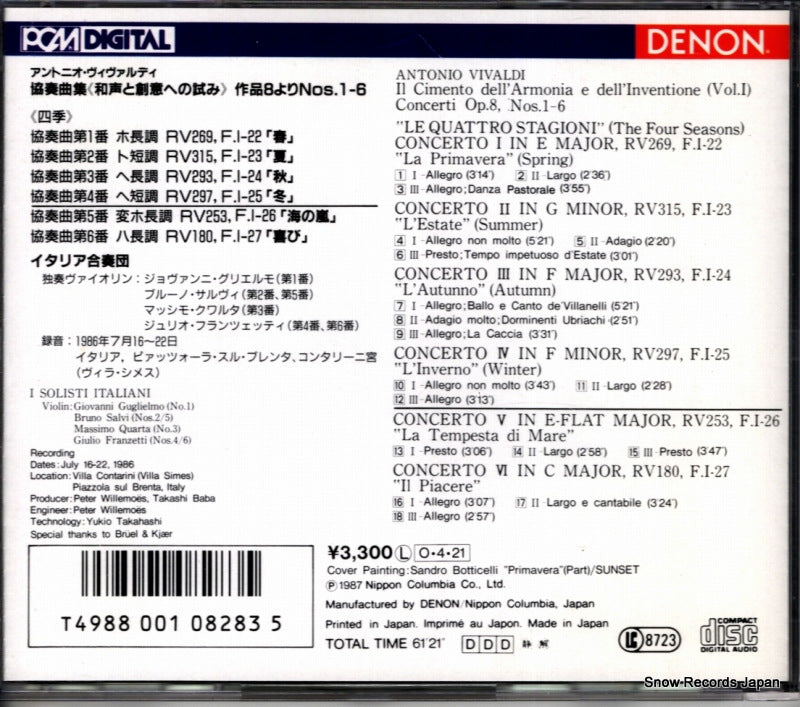 PCM DIGITAL
DENON
アントニオ・ヴィヴァルディ
協奏曲集《和声と創意への試み》 作品8よりNos.1-6
《四季》
協奏曲第1番 ホ長調 RV269, F.I-22「春」
協奏曲第2番 ト短調 RV315, F.I-23「夏」
協奏曲第3番 ヘ長調 RV293, F.I-24「秋」
協奏曲第4番 ヘ短調 RV297, F.I-25「冬」
協奏曲第5番 変ホ長調 RV253, F.I-26「海の嵐」
協奏曲第6番 ハ長調 RV180, F.I-27「喜び」
イタリア合奏団
独奏ヴァイオリン：ジョヴァンニ・グリエルモ(第1番)
ブルーノ・サルヴィ(第2番、第5番)
マッシモ・クワルタ(第3番)
ジュリオ・フランツェッティ(第4番、第6番)
録音：1986年7月16～22日
イタリア, ピアッツォーラ・スル・ブレンタ、コンタリーニ宮
(ヴィラ・シメス)
I SOLISTI ITALIANI
Violin: Giovanni Guglielmo (No.1)
Bruno Salvi (Nos.2/5)
Massimo Quarta (No.3)
Giulio Franzetti (Nos.4/6)
Recording
Dates: July 16-22, 1986
Location: Villa Contarini (Villa Simes)
Piazzola sul Brenta, Italy
Producer: Peter Willemoës, Takashi Baba
Engineer: Peter Willemoës
Technology: Yukio Takahashi
Special thanks to Brüel & Kjær
T4988 001 08283 5
ANTONIO VIVALDI
Il Cimento dell'Armonia e dell'Inventione (Vol.I)
Concerti Op.8, Nos.1-6
"LE QUATTRO STAGIONI" (The Four Seasons)
CONCERTO I IN E MAJOR, RV269, F.I-22
"La Primavera" (Spring)
1 I-Allegro (3'14") 2 II-Largo (2'36")
3 III-Allegro; Danza Pastorale (3'55")
CONCERTO II IN G MINOR, RV315, F.I-23
"L'Estate" (Summer)
4 I-Allegro non molto (5'21") 5 II-Adagio (2'20")
6 III-Presto; Tempo impetuoso d'Estate (3'01")
CONCERTO III IN F MAJOR, RV293, F.I-24
"L'Autunno" (Autumn)
7 I-Allegro; Ballo e Canto de'Villanelli (5'21")
8 II-Adagio molto; Dorminenti Ubriachi (2'51")
9 III-Allegro; La Caccia (3'31")
CONCERTO IV IN F MINOR, RV297, F.I-25
"L'Inverno" (Winter)
10 I-Allegro non molto (3'43") 11 II-Largo (2'28")
12 III-Allegro (3'13")
CONCERTO V IN E-FLAT MAJOR, RV253, F.I-26
"La Tempesta di Mare"
13 I-Presto (3'06") 14 II-Largo (2'58") 15 III-Presto (3'47")
CONCERTO VI IN C MAJOR, RV180, F.I-27
"Il Piacere"
16 I-Allegro (3'07") 17 II-Largo e cantabile (3'24")
18 III-Allegro (2'57")
¥3,300 L O・4・21
Cover Painting: Sandro Botticelli "Primavera" (Part)/SUNSET
Ⓟ1987 Nippon Columbia Co., Ltd.
Manufactured by DENON/Nippon Columbia, Japan
Printed in Japan. Imprimé au Japon. Made in Japan
TOTAL TIME 61'21" DDD
LC 8723
COMPACT disc DIGITAL AUDIO
Snow-Records Japan